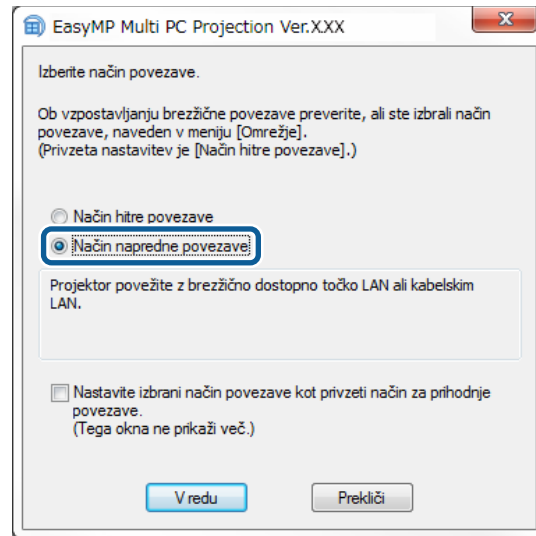 EasyMP Multi PC Projection Ver.X.XX
Izberite način povezave.
Ob vzpostavljanju brezžične povezave preverite, ali ste izbrali način
povezave, naveden v meniju [Omrežje].
(Privzeta nastavitev je [Način hitre povezave].)
Način hitre povezave
Način napredne povezave
Projektor povežite z brezžično dostopno točko LAN ali kabelskim
LAN.
Nastavite izbrani način povezave kot privzeti način za prihodnje
povezave.
(Tega okna ne prikaži več.)
V redu
Prekliči